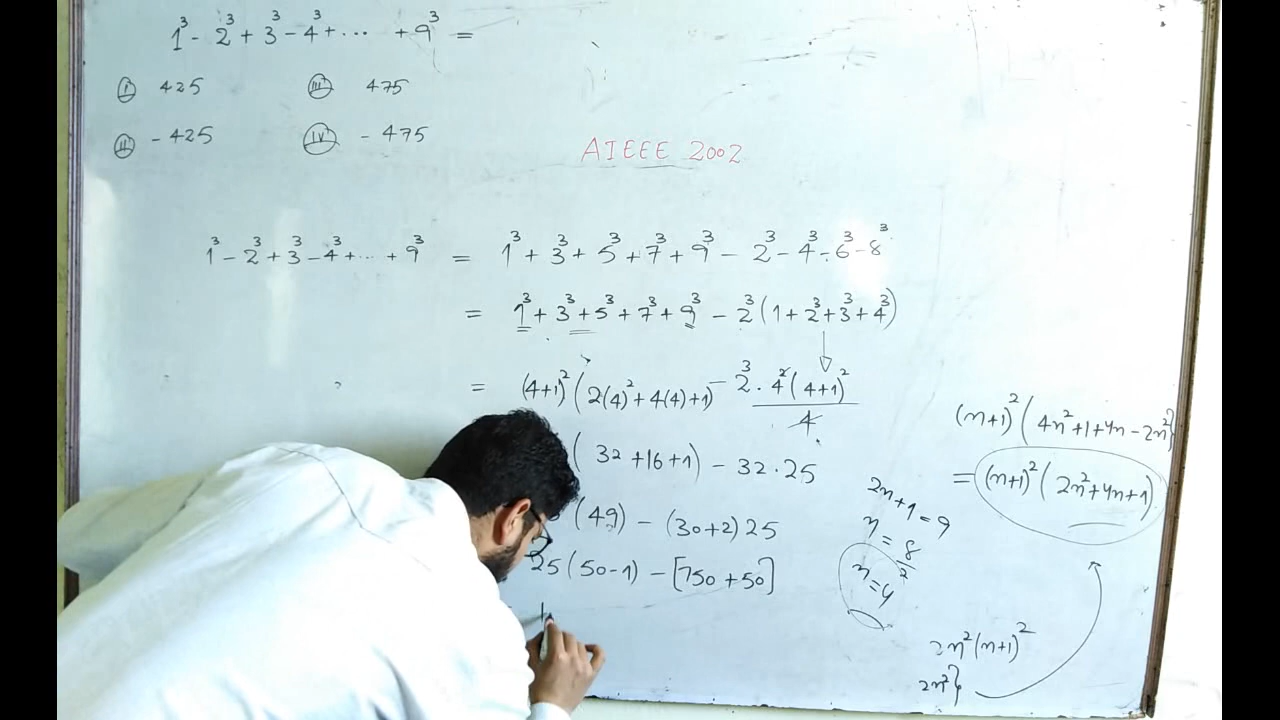 1³ - 2³ + 3³ - 4³ + ... + 9³ =
(i) 425 (iii) 475
(ii) - 425 (iv) - 475
AIEEE 2002
1³ - 2³ + 3³ - 4³ + ... + 9³ = 1³ + 3³ + 5³ + 7³ + 9³ - 2³ - 4³ - 6³ - 8³
= 1³ + 3³ + 5³ + 7³ + 9³ - 2³ (1 + 2³ + 3³ + 4³)
= (4+1)² (2(4)² + 4(4) + 1) - 2³ . 4² (4+1)² / 4
( 32 + 16 + 1) - 32 . 25
(49) - (30+2) 25
25 (50 - 1) - [750 + 50]
(n+1)² ( 4n² + 1 + 4n - 2n² }
= (n+1)² ( 2n² + 4n + 1)
2n + 1 = 9
n = 8/2
n = 4
2n² (n+1)²
2n² }